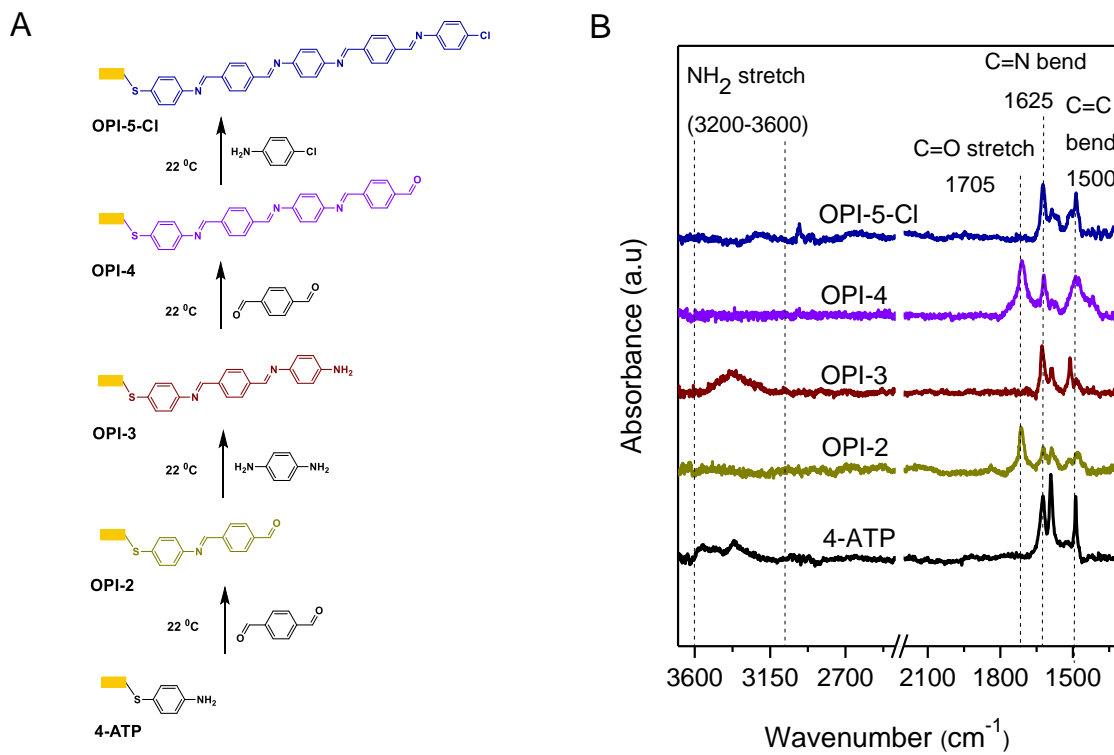 A
Cl
N
N
N
N
S
OPI-5-Cl
22 ⁰C
H₂N
Cl
O
N
N
N
S
OPI-4
22 ⁰C
O
O
NH₂
N
N
S
OPI-3
22 ⁰C
H₂N
NH₂
O
N
S
OPI-2
22 ⁰C
O
O
NH₂
S
4-ATP
B
C=N bend
NH₂ stretch
1625
C=C
(3200-3600)
bend
C=O stretch
1705
1500
OPI-5-Cl
OPI-4
OPI-3
OPI-2
4-ATP
Absorbance (a.u)
3600 3150 2700 2100 1800 1500
Wavenumber (cm⁻¹)